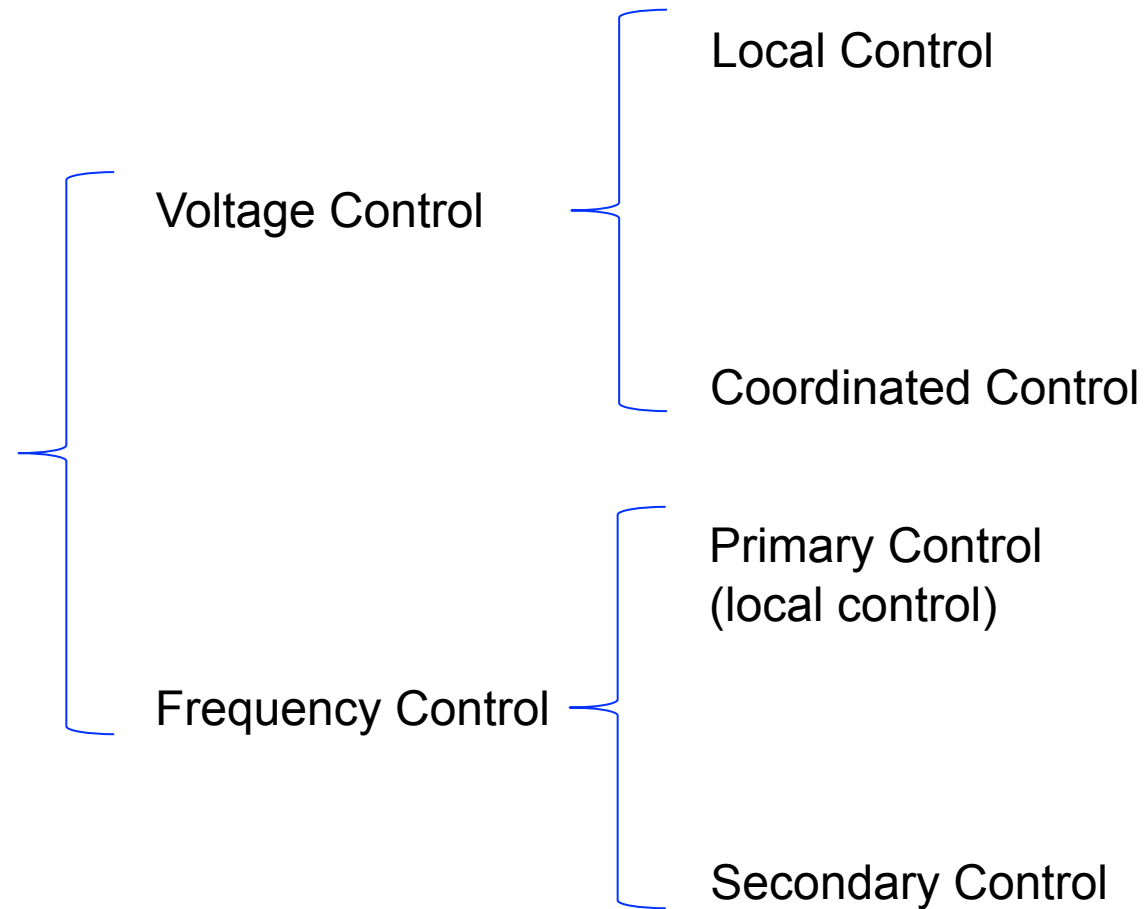 Local Control
Voltage Control
Coordinated Control
Primary Control
(local control)
Frequency Control
Secondary Control